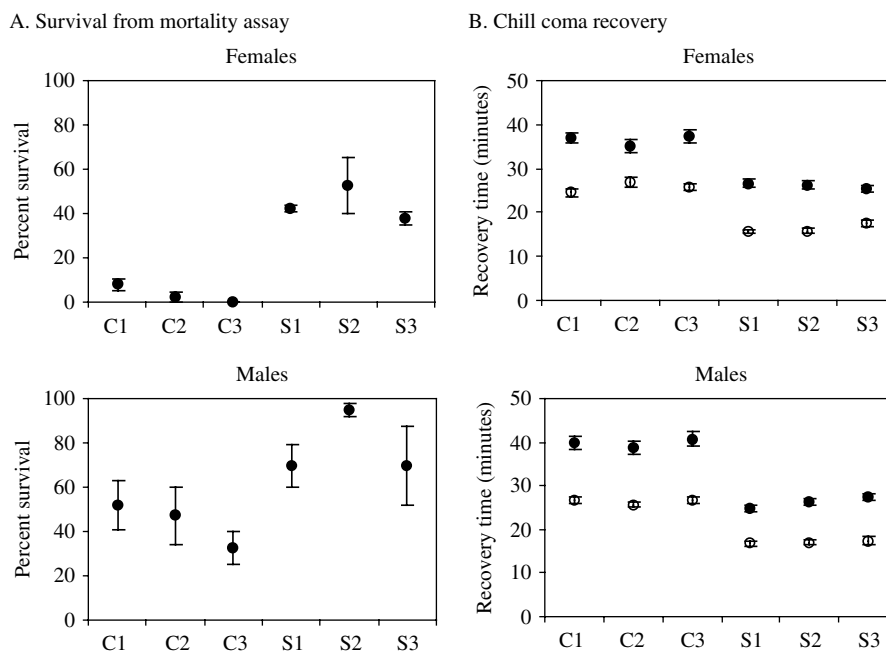 A. Survival from mortality assay
Females
Percent survival
100
80
60
40
20
0
C1 C2 C3 S1 S2 S3
Males
Percent survival
100
80
60
40
20
0
C1 C2 C3 S1 S2 S3
B. Chill coma recovery
Females
Recovery time (minutes)
50
40
30
20
10
0
C1 C2 C3 S1 S2 S3
Males
Recovery time (minutes)
50
40
30
20
10
0
C1 C2 C3 S1 S2 S3